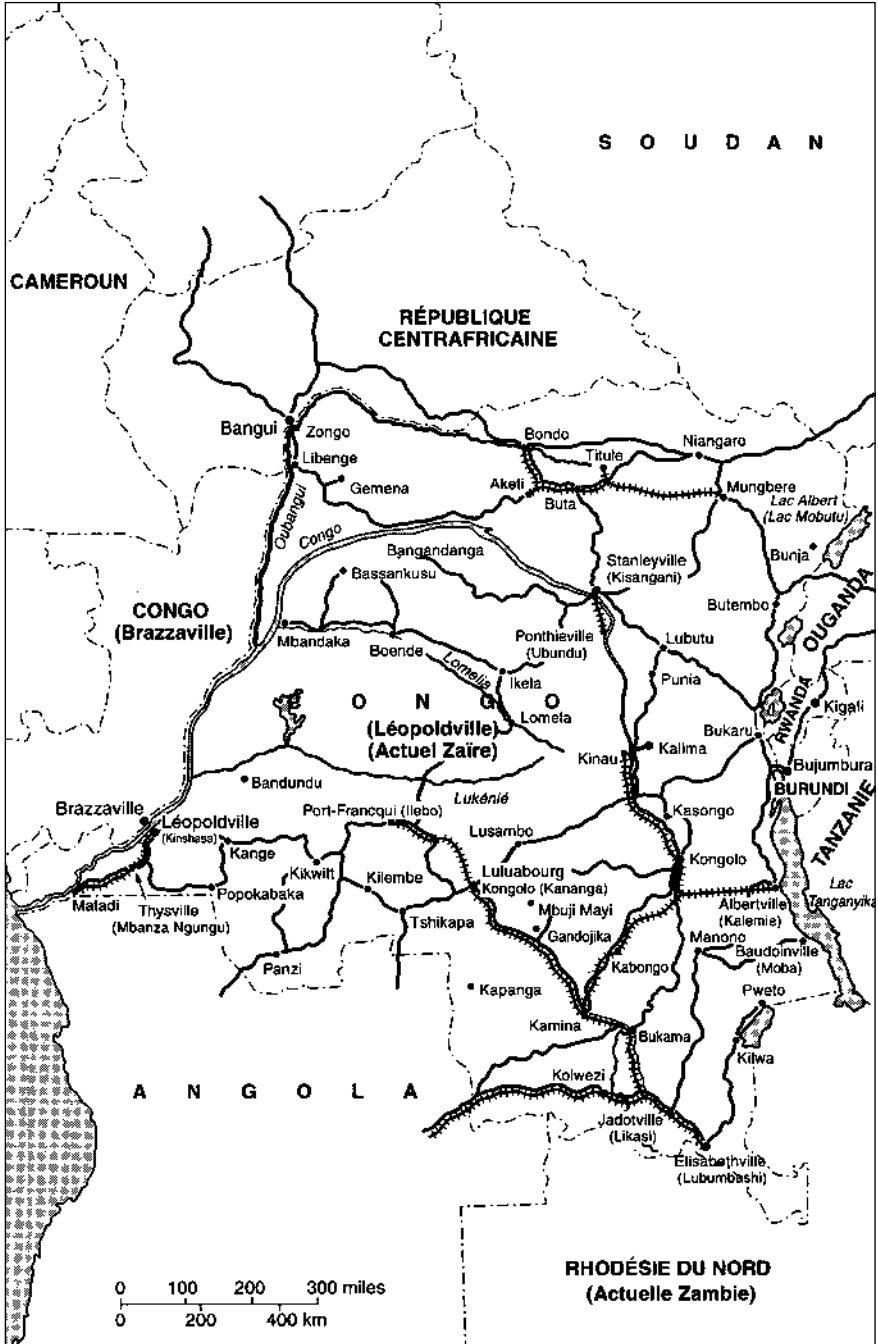 S O U D A N
CAMEROUN
RÉPUBLIQUE
CENTRAFRICAINE
Bangui
Zongo
Libenge
Gemena
Oubangui
Congo
Bondo
Titule
Niangaro
Aketi
Buta
Mungbere
Lac Albert
(Lac Mobutu)
Bunja
Bangandanga
Bassankusu
Stanleyville
(Kisangani)
Butembo
OUGANDA
CONGO
(Brazzaville)
Mbandaka
Boende
Ponthieville
(Ubundu)
Lubutu
Lomelia
Ikela
Punia
RWANDA
Kigali
C O N G O
(Léopoldville)
(Actuel Zaïre)
Lomela
Bukaru
Kinau
Kalima
Bujumbura
BURUNDI
TANZANIE
Bandundu
Lukénié
Brazzaville
Léopoldville
(Kinshasa)
Port-Francqui (Ilebo)
Lusambo
Kasongo
Kange
Kikwitt
Kilembe
Luluabourg
Kongolo (Kananga)
Kongolo
Matadi
Thysville
(Mbanza Ngungu)
Popokabaka
Tshikapa
Mbuji Mayi
Gandojika
Albertville
(Kalemie)
Lac
Tanganyika
Panzi
Kapanga
Kabongo
Manono
Baudoinville
(Moba)
Pweto
Kamina
Bukama
Kilwa
A N G O L A
Kolwezi
Jadotville
(Likasi)
Élisabethville
(Lubumbashi)
RHODÉSIE DU NORD
(Actuelle Zambie)
0 100 200 300 miles
0 200 400 km